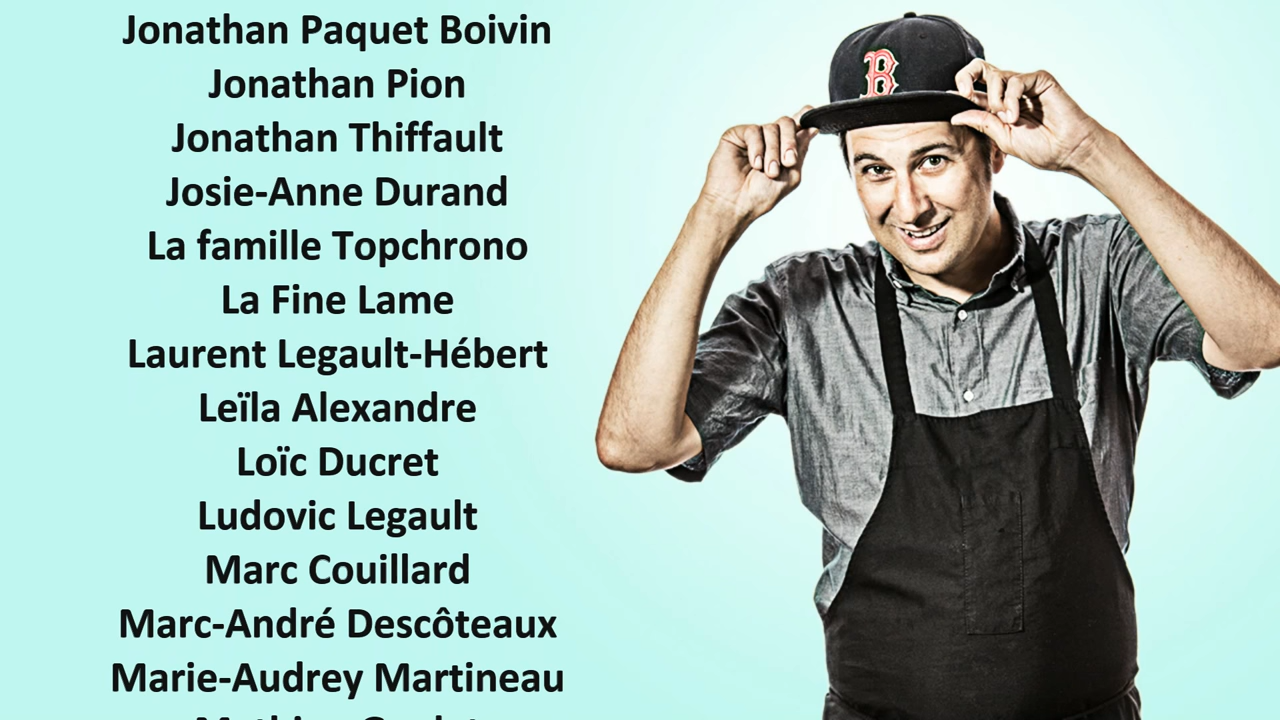 Jonathan Paquet Boivin
Jonathan Pion
Jonathan Thiffault
Josie-Anne Durand
La famille Topchrono
La Fine Lame
Laurent Legault-Hébert
Leïla Alexandre
Loïc Ducret
Ludovic Legault
Marc Couillard
Marc-André Descôteaux
Marie-Audrey Martineau
B